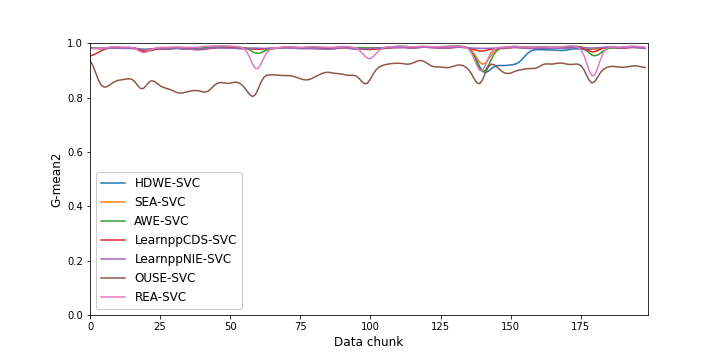 1.0
0.8
0.6
0.4
0.2
0.0
G-mean2
HDWE-SVC
SEA-SVC
AWE-SVC
LearnppCDS-SVC
LearnppNIE-SVC
OUSE-SVC
REA-SVC
0 25 50 75 100 125 150 175
Data chunk